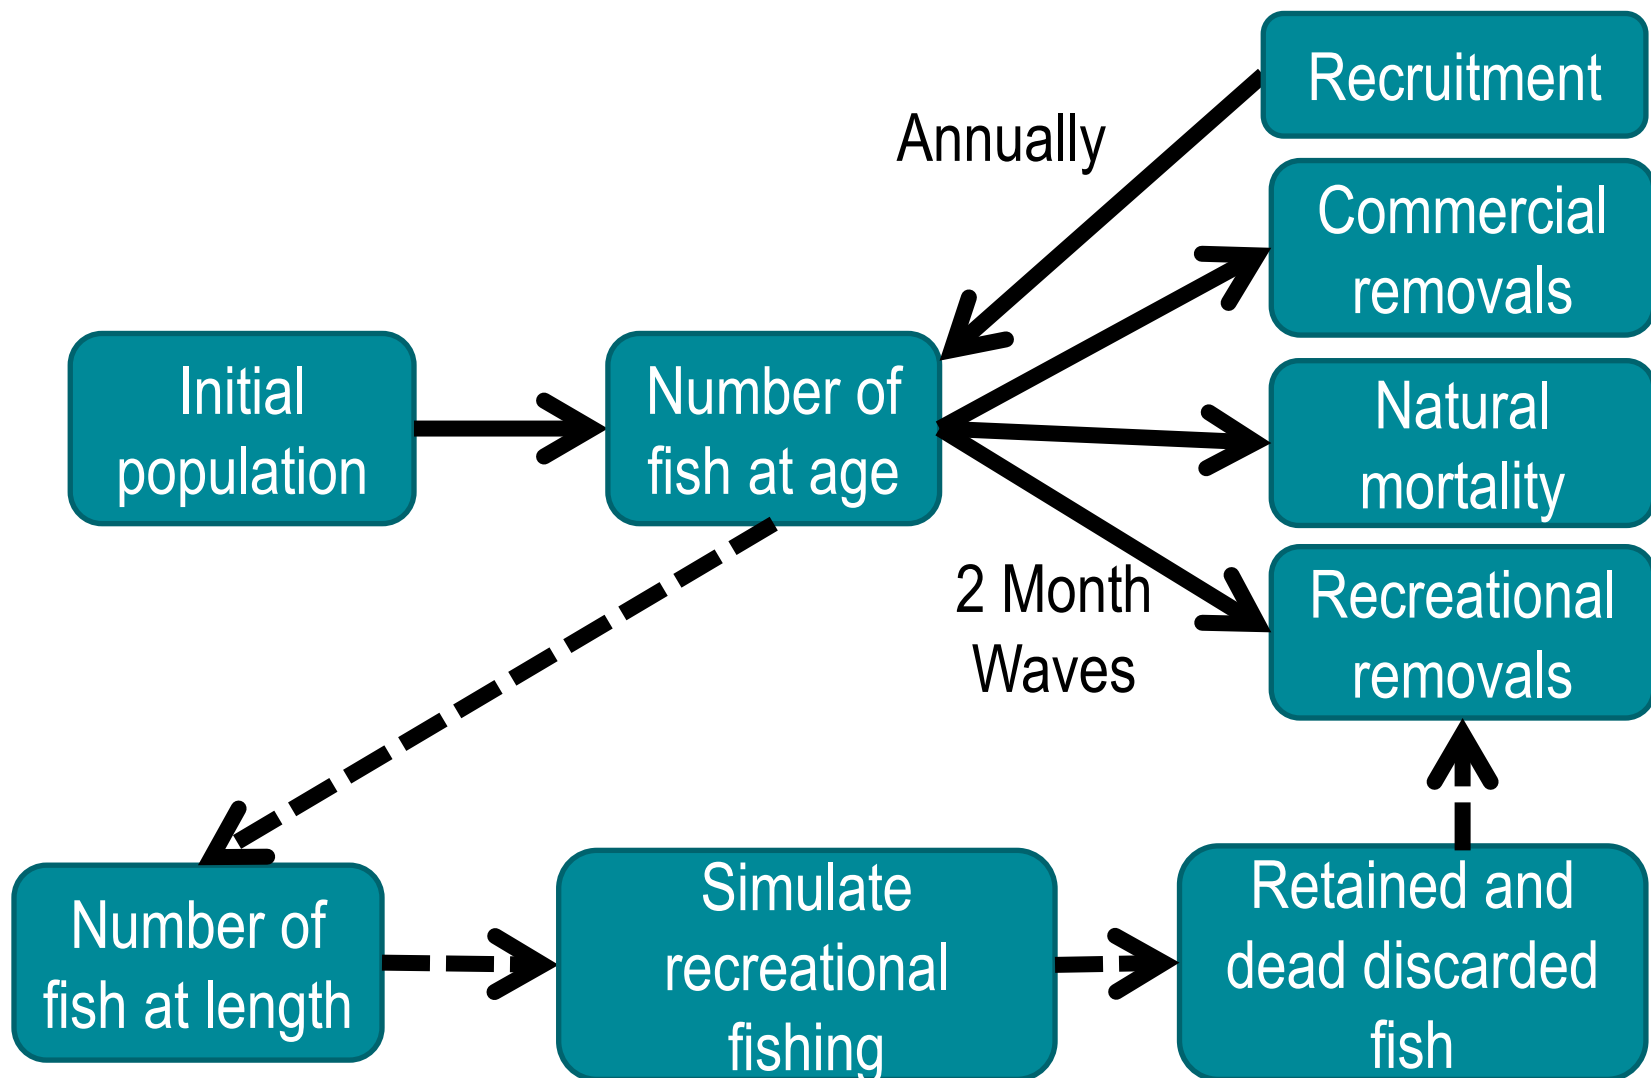 Recruitment
Annually
Commercial
removals
Initial
population
Number of
fish at age
Natural
mortality
2 Month
Waves
Recreational
removals
Number of
fish at length
Simulate
recreational
fishing
Retained and
dead discarded
fish